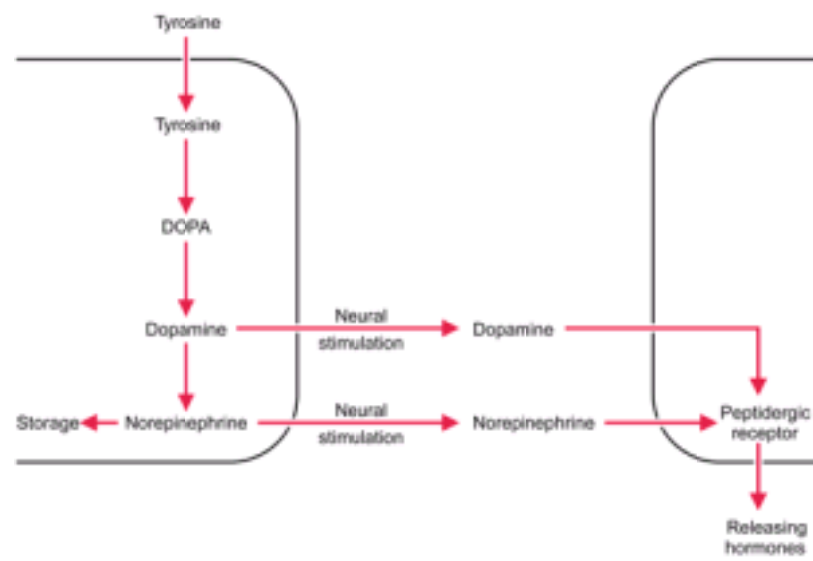 Tyrosine
Tyrosine
DOPA
Dopamine
Neural
stimulation
Dopamine
Storage
Norepinephrine
Neural
stimulation
Norepinephrine
Peptidergic
receptor
Releasing
hormones